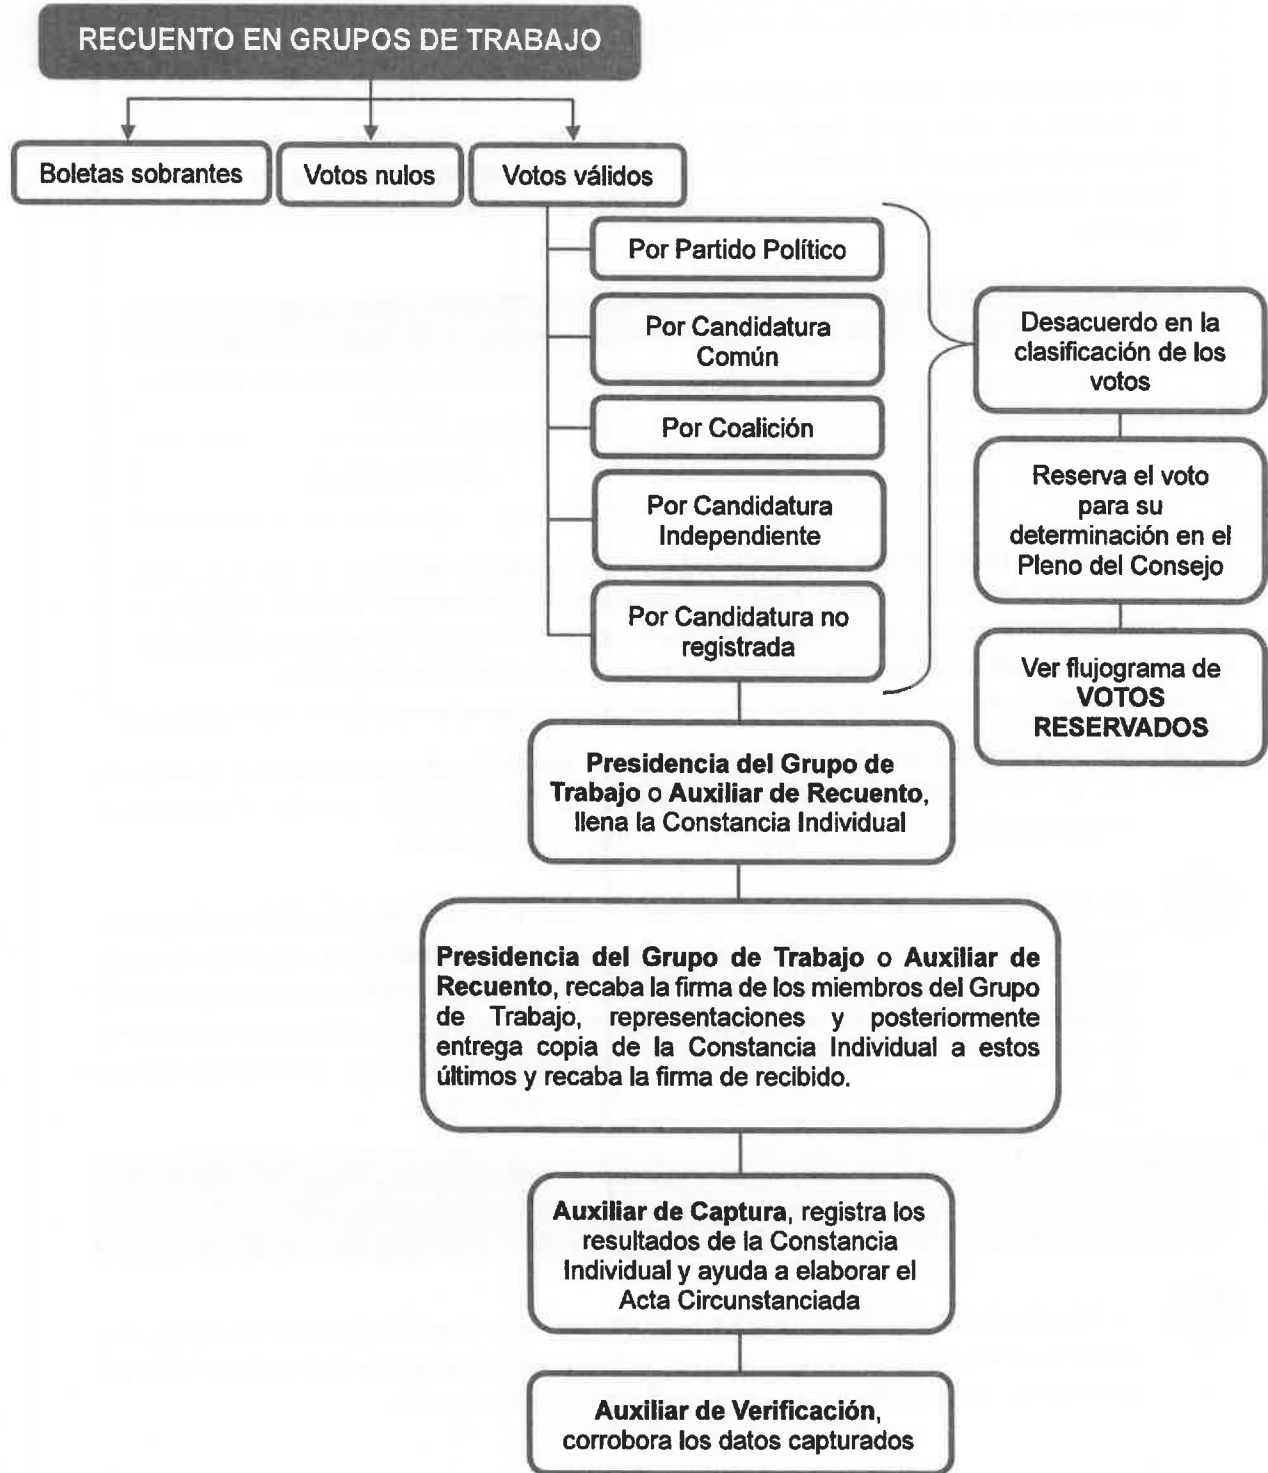 RECUENTO EN GRUPOS DE TRABAJO
Boletas sobrantes
Votos nulos
Votos válidos
Por Partido Político
Por Candidatura
Común
Por Coalición
Por Candidatura
Independiente
Por Candidatura no
registrada
Desacuerdo en la
clasificación de los
votos
Reserva el voto
para su
determinación en el
Pleno del Consejo
Ver flujograma de
VOTOS
RESERVADOS
Presidencia del Grupo de
Trabajo o Auxiliar de Recuento,
llena la Constancia Individual
Presidencia del Grupo de Trabajo o Auxiliar de
Recuento, recaba la firma de los miembros del Grupo
de Trabajo, representaciones y posteriormente
entrega copia de la Constancia Individual a estos
últimos y recaba la firma de recibido.
Auxiliar de Captura, registra los
resultados de la Constancia
Individual y ayuda a elaborar el
Acta Circunstanciada
Auxiliar de Verificación,
corrobora los datos capturados